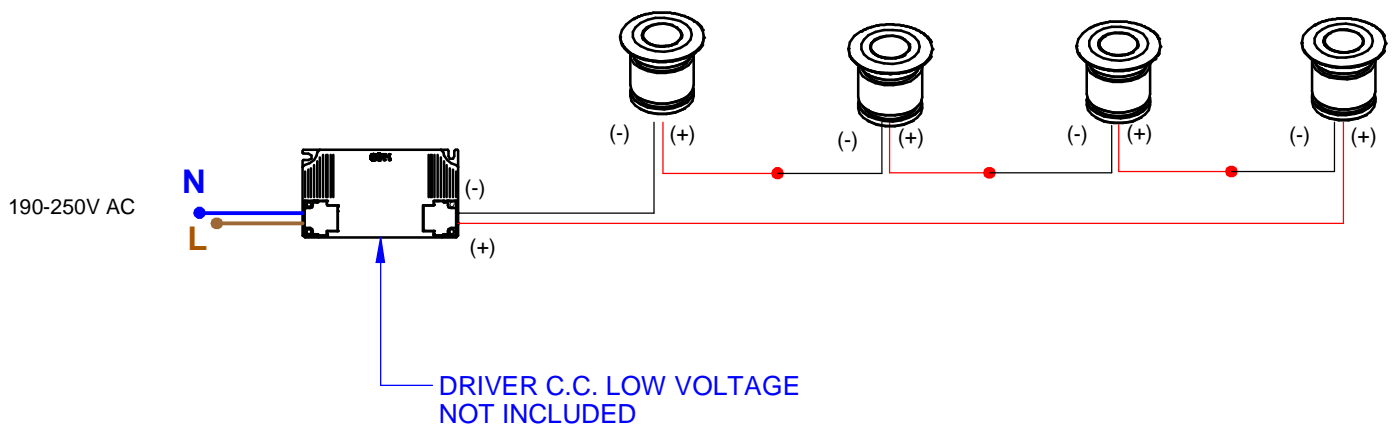 (-)
(+)
(-)
(+)
(-)
(+)
(-)
(+)
N
(-)
190-250V AC
L
(+)
DRIVER C.C. LOW VOLTAGE
NOT INCLUDED